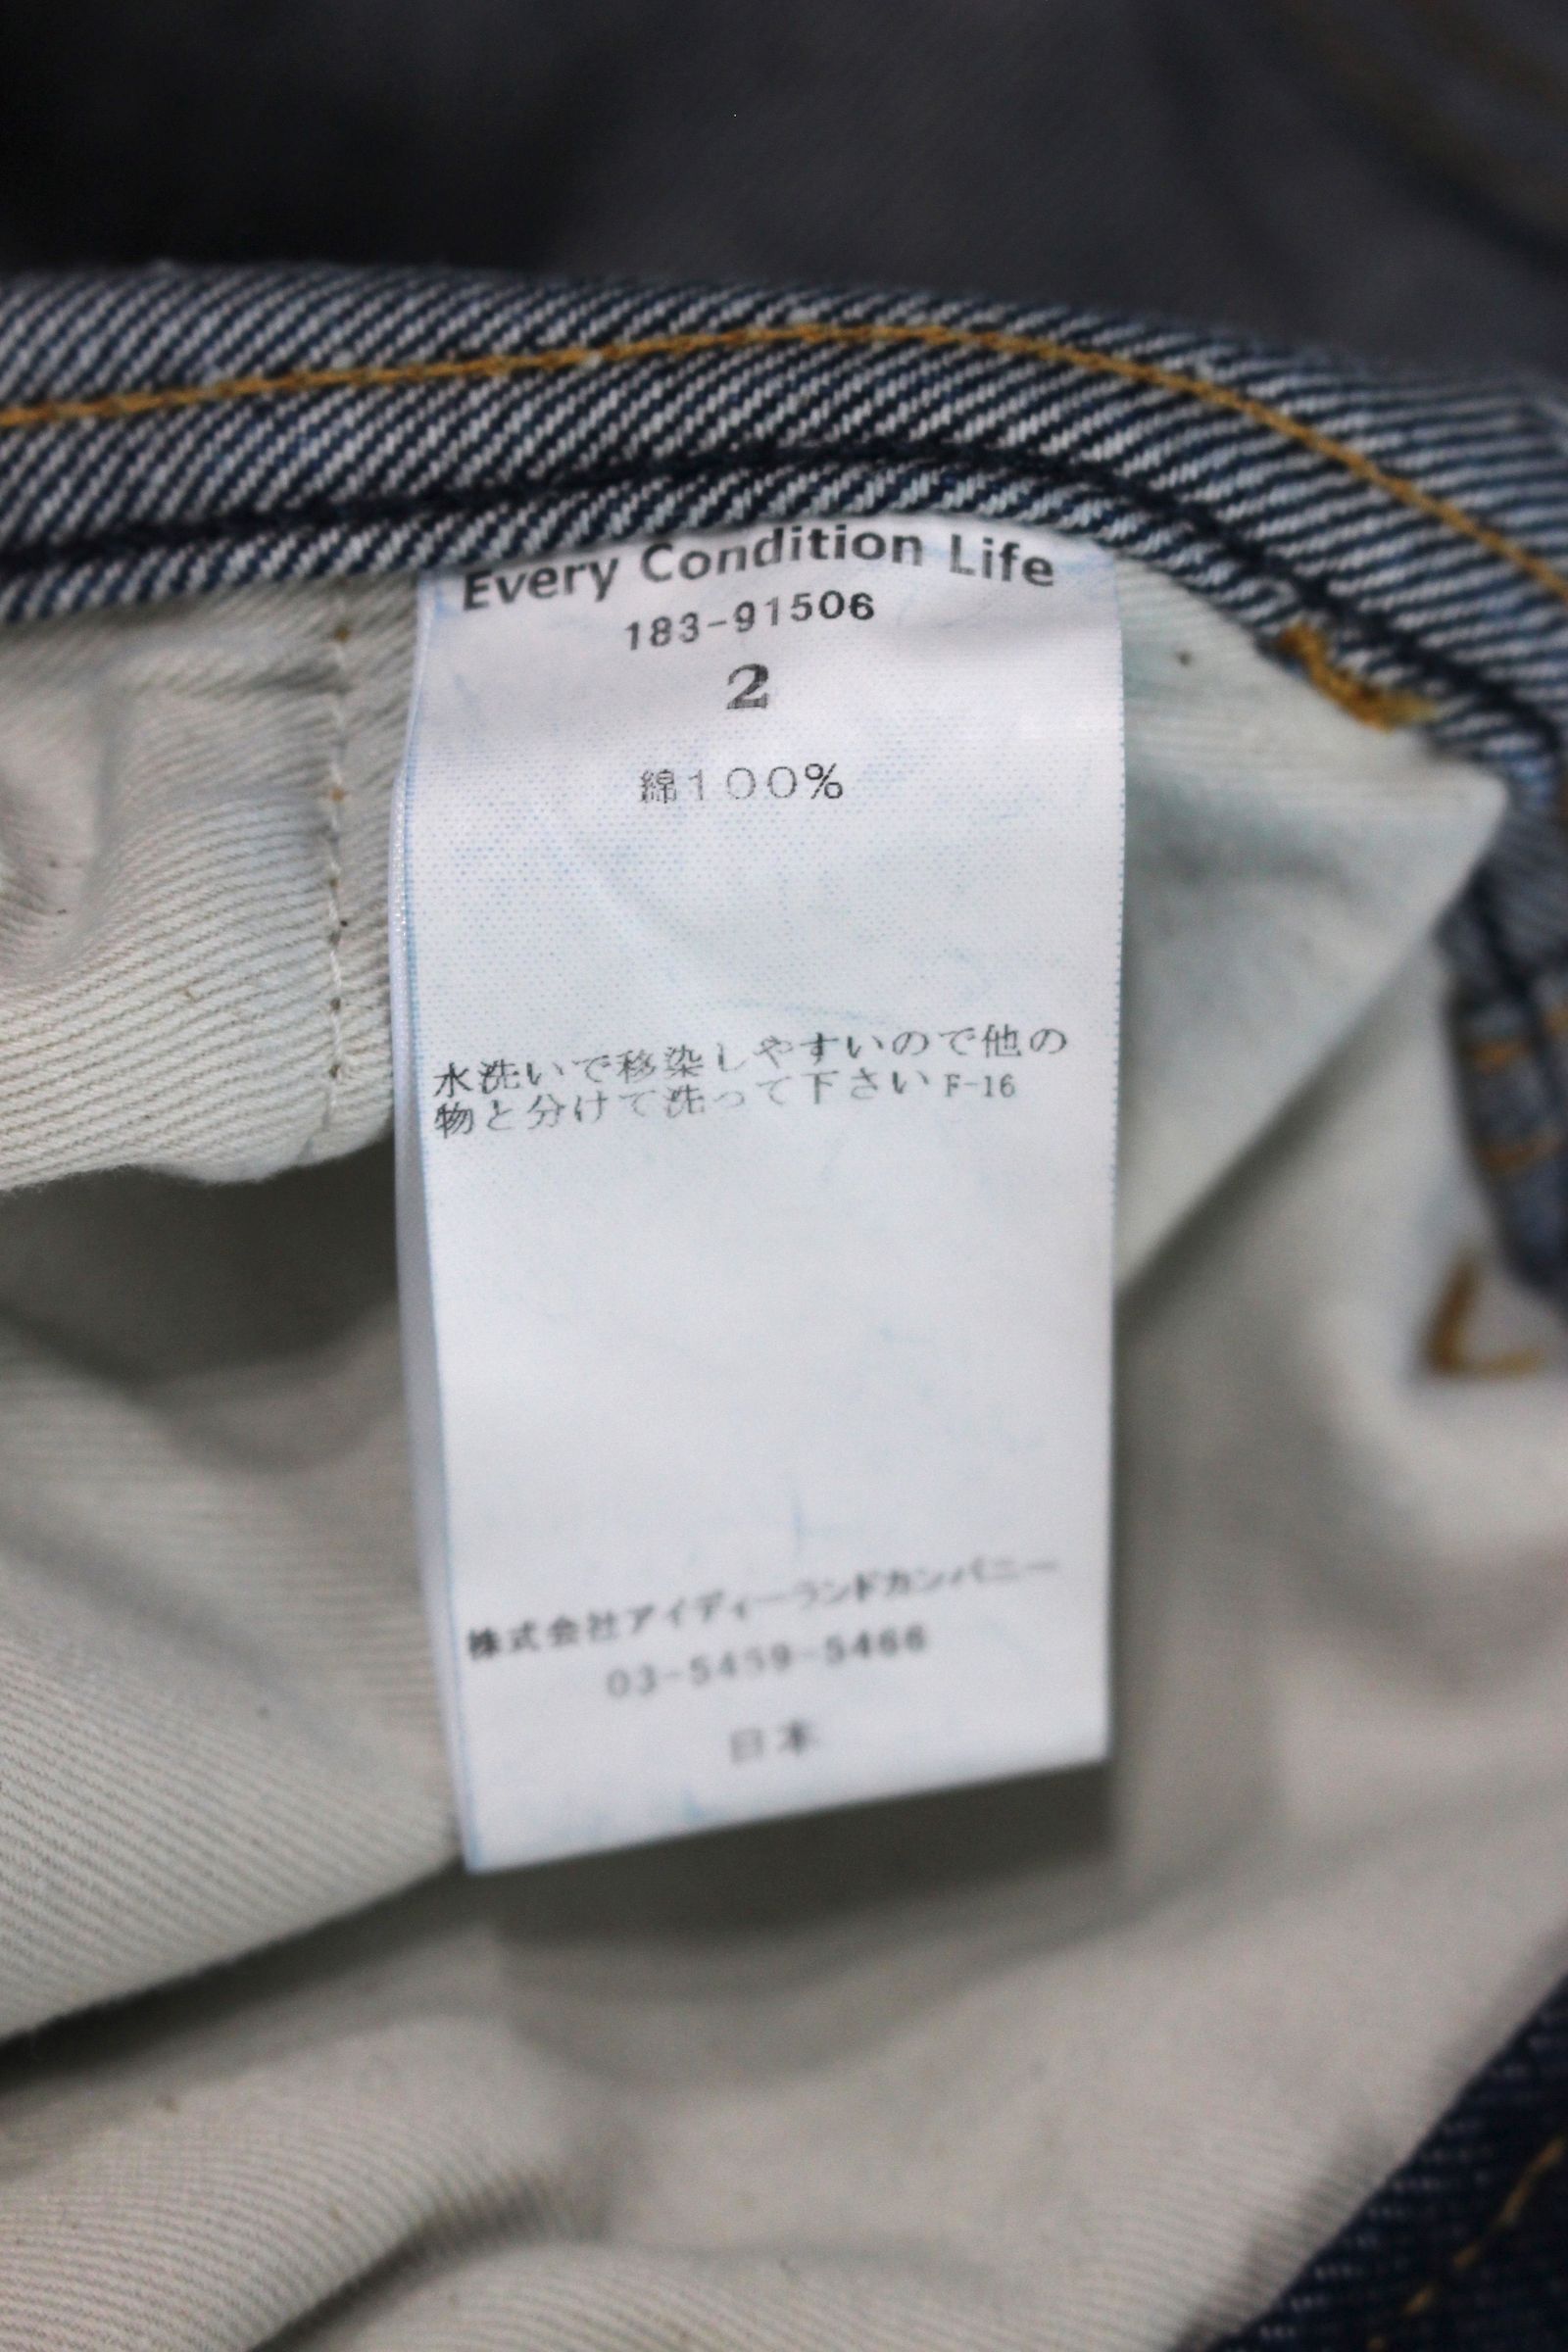 Every Condition Life
183-91506
2
綿100%
水洗いで移染しやすいので他の
物と分けて洗って下さい F-16
株式会社アイディーランドカンパニー
03-5459-5466
日本